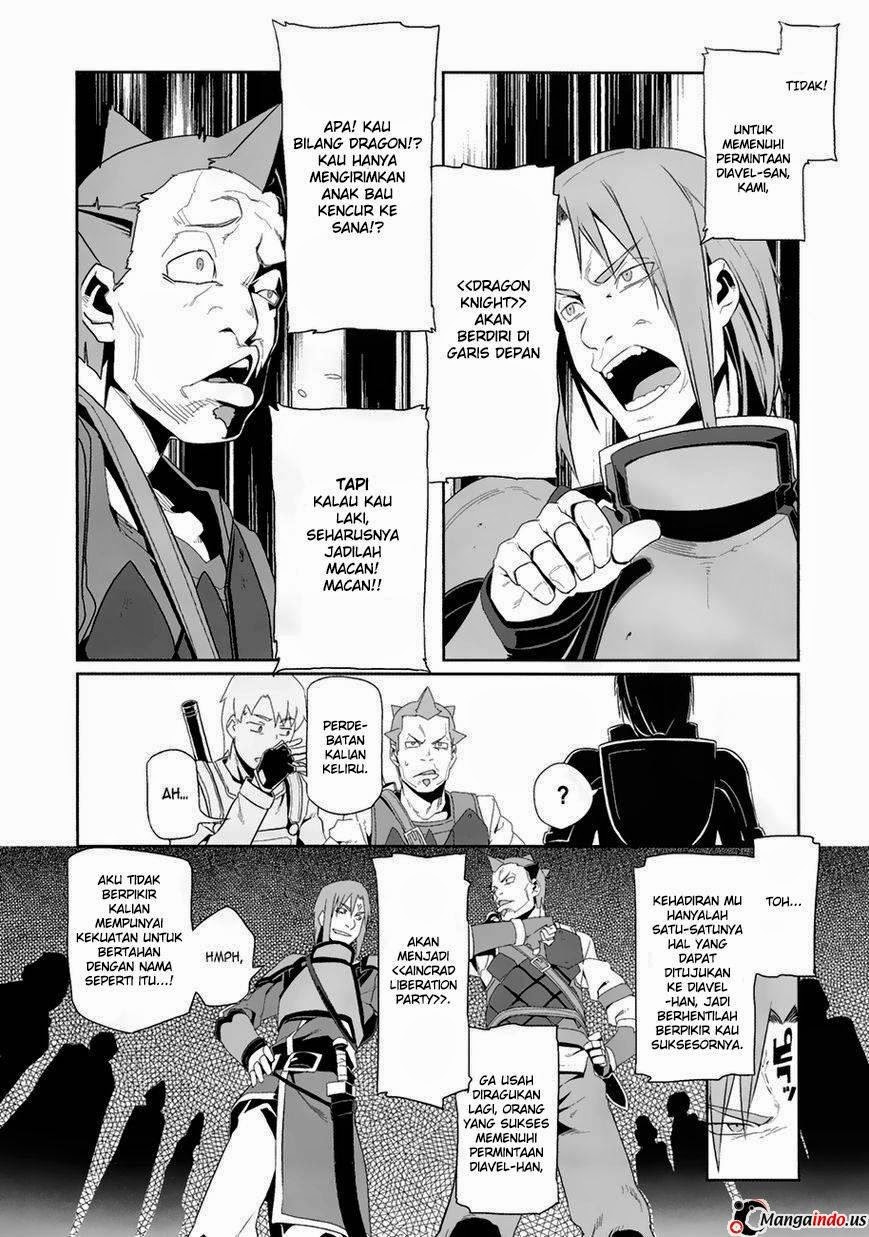 TIDAK!
UNTUK
MEMENUHI
PERMINTAAN
DIAVEL-SAN,
KAMI,
<<DRAGON
KNIGHT>>
AKAN
BERDIRI DI
GARIS DEPAN
APA! KAU
BILANG DRAGON!?
KAU HANYA
MENGIRIMKAN
ANAK BAU
KENCUR KE
SANA!?
TAPI
KALAU KAU
LAKI,
SEHARUSNYA
JADILAH
MACAN!
MACAN!!
?
PERDE-
BATAN
KALIAN
KELIRU.
AH...
TOH...
KEHADIRAN MU
HANYALAH
SATU-SATUNYA
HAL YANG
DAPAT
DITUJUKAN
KE DIAVEL
-HAN, JADI
BERHENTILAH
BERPIKIR KAU
SUKSESORNYA.
GA USAH
DIRAGUKAN
LAGI, ORANG
YANG SUKSES
MEMENUHI
PERMINTAAN
DIAVEL-HAN,
AKAN
MENJADI
<<AINCRAD
LIBERATION
PARTY>>.
HMPH,
AKU TIDAK
BERPIKIR
KALIAN
MEMPUNYAI
KEKUATAN UNTUK
BERTAHAN
DENGAN NAMA
SEPERTI ITU...!
Mangaindo.us